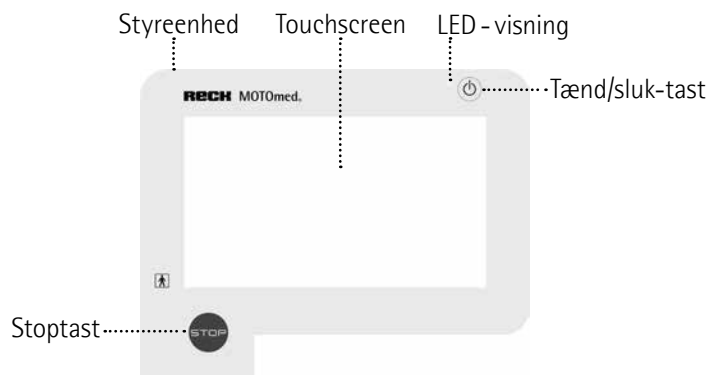 Styreenhed
Touchscreen
LED - visning
Tænd/sluk-tast
RECK MOTOmed.
Stoptast
STOP